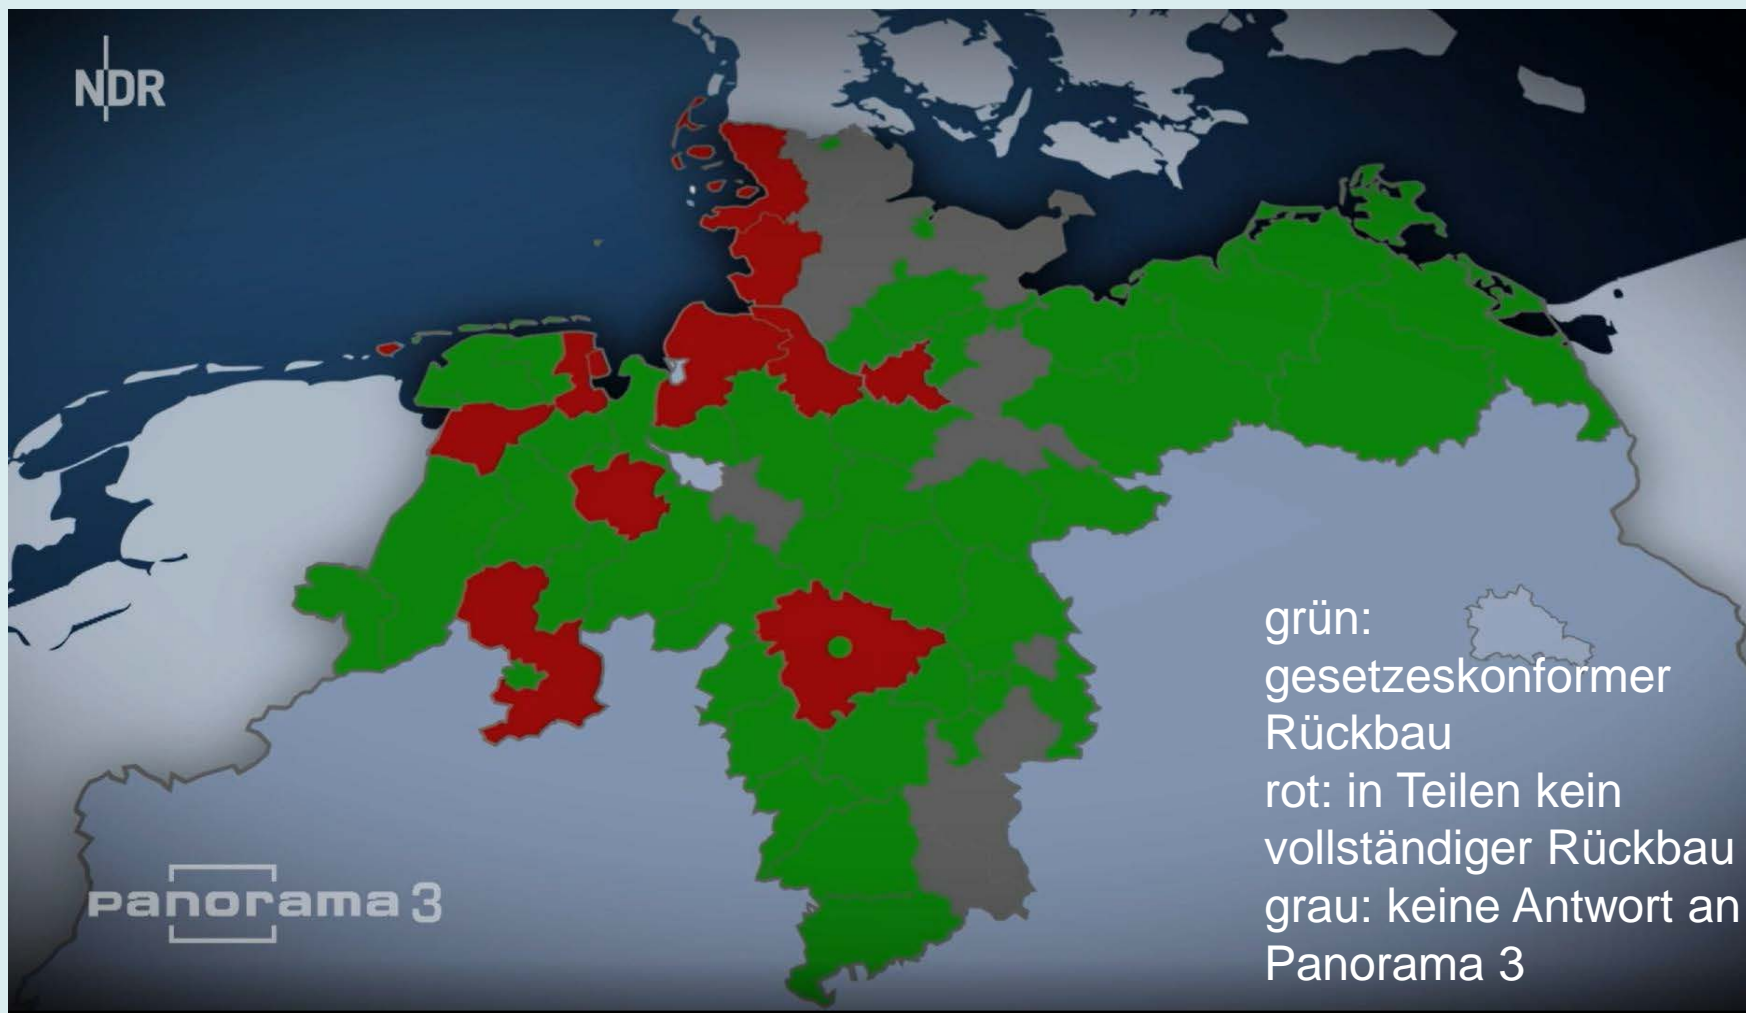 NDR
grün:
gesetzeskonformer
Rückbau
rot: in Teilen kein
vollständiger Rückbau
grau: keine Antwort an
Panorama 3
panorama 3